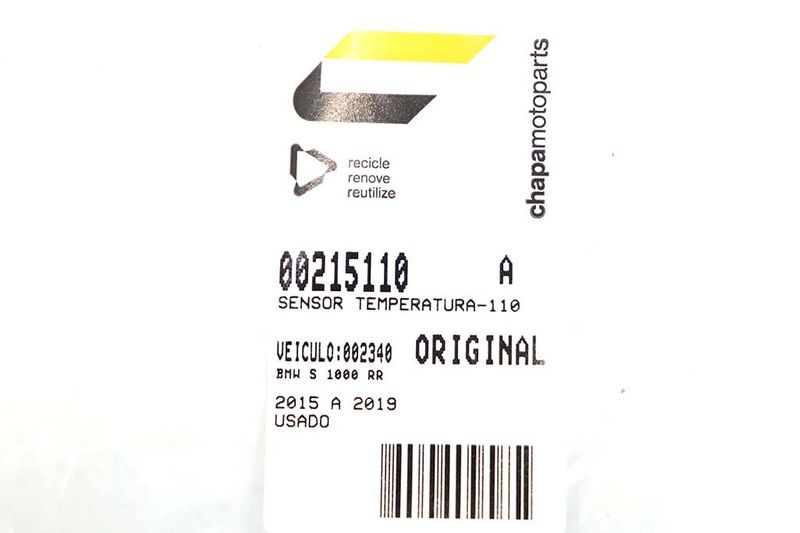 chapamotoparts
recicle
renove
reutilize
00215110 A
SENSOR TEMPERATURA-110
VEICULO:002340 ORIGINAL
BMW S 1000 RR
2015 A 2019
USADO